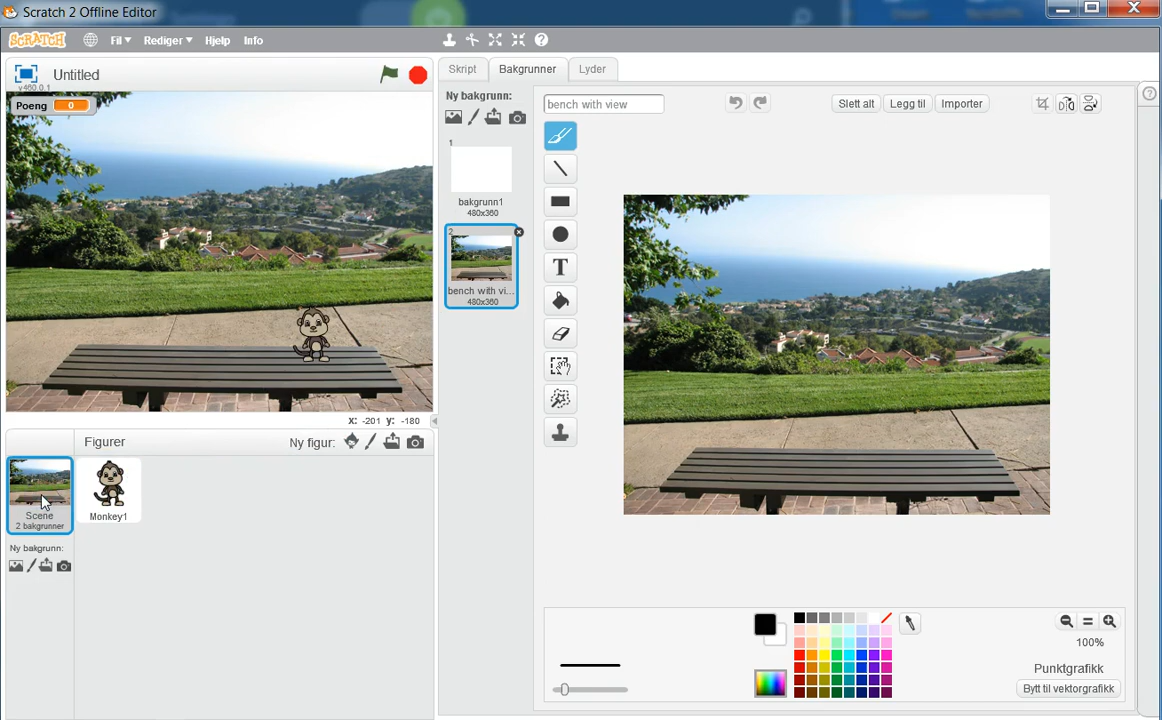 Scratch 2 Offline Editor
SCRATCH Fil Rediger Hjelp Info
Untitled
v460.0.1
Poeng 0
Skript Bakgrunner Lyder
Ny bakgrunn:
1
bakgrunn1
480x360
2
bench with vi...
480x360
bench with view
Slett alt Legg til Importer
T
x: -201 y: -180
Figurer Ny figur:
Scene
2 bakgrunner
Monkey1
Ny bakgrunn:
100%
Punktgrafikk
Bytt til vektorgrafikk